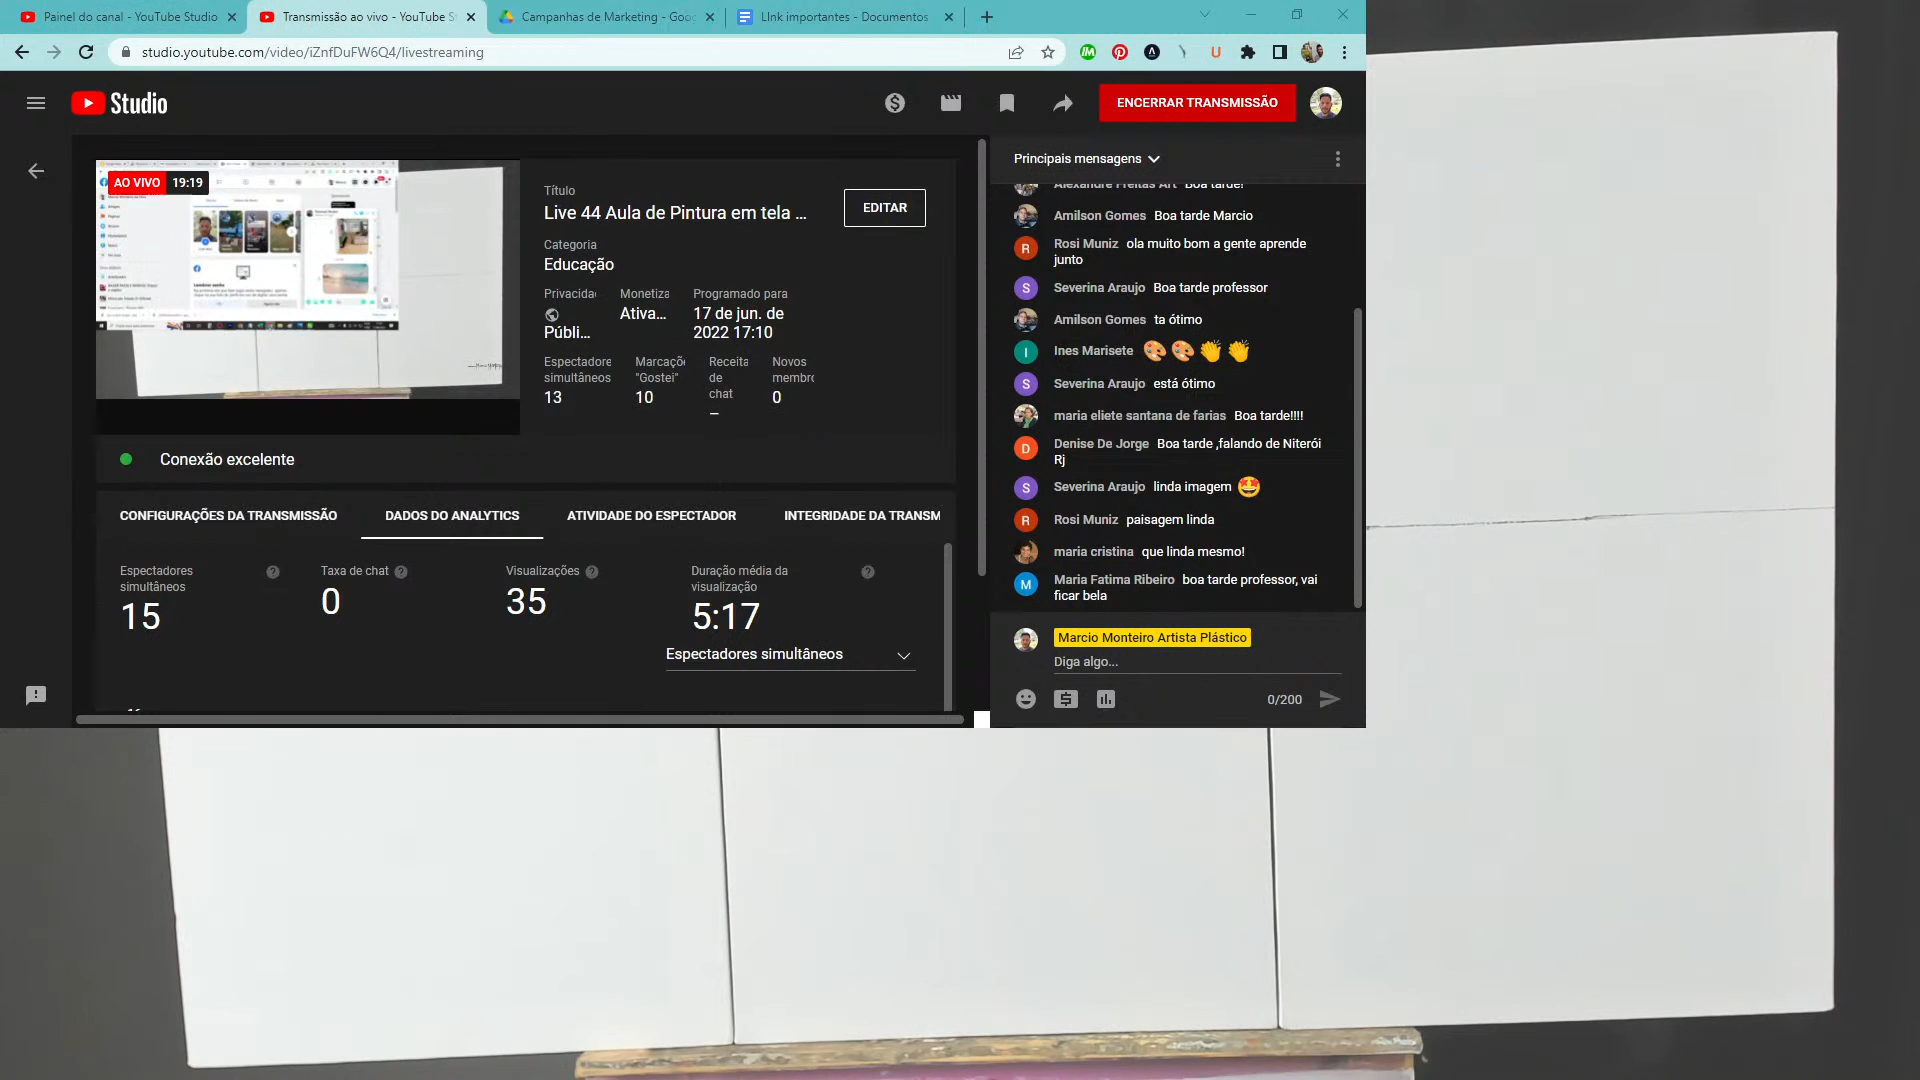 Painel do canal - YouTube Studio
Transmissão ao vivo - YouTube S
Campanhas de Marketing - Goo
LInk importantes - Documentos
studio.youtube.com/video/iZnfDuFW6Q4/livestreaming
Studio
ENCERRAR TRANSMISSÃO
AO VIVO 19:19
Título
Live 44 Aula de Pintura em tela ...
EDITAR
Categoria
Educação
Privacida
Públi...
Monetiza
Ativa...
Programado para
17 de jun. de
2022 17:10
Espectadore
simultâneos
13
Marcaçõe
"Gostei"
10
Receita
de
chat
–
Novos
membro
0
Conexão excelente
CONFIGURAÇÕES DA TRANSMISSÃO
DADOS DO ANALYTICS
ATIVIDADE DO ESPECTADOR
INTEGRIDADE DA TRANSM
Espectadores
simultâneos
15
Taxa de chat
0
Visualizações
35
Duração média da
visualização
5:17
Espectadores simultâneos
Principais mensagens
Alexandre Freitas Art Boa tarde!
Amilson Gomes Boa tarde Marcio
Rosi Muniz ola muito bom a gente aprende
junto
Severina Araujo Boa tarde professor
Amilson Gomes ta ótimo
Ines Marisete 🎨🎨👏👏
Severina Araujo está ótimo
maria eliete santana de farias Boa tarde!!!!
Denise De Jorge Boa tarde ,falando de Niterói
Rj
Severina Araujo linda imagem 🤩
Rosi Muniz paisagem linda
maria cristina que linda mesmo!
Maria Fatima Ribeiro boa tarde professor, vai
ficar bela
Marcio Monteiro Artista Plástico
Diga algo...
0/200